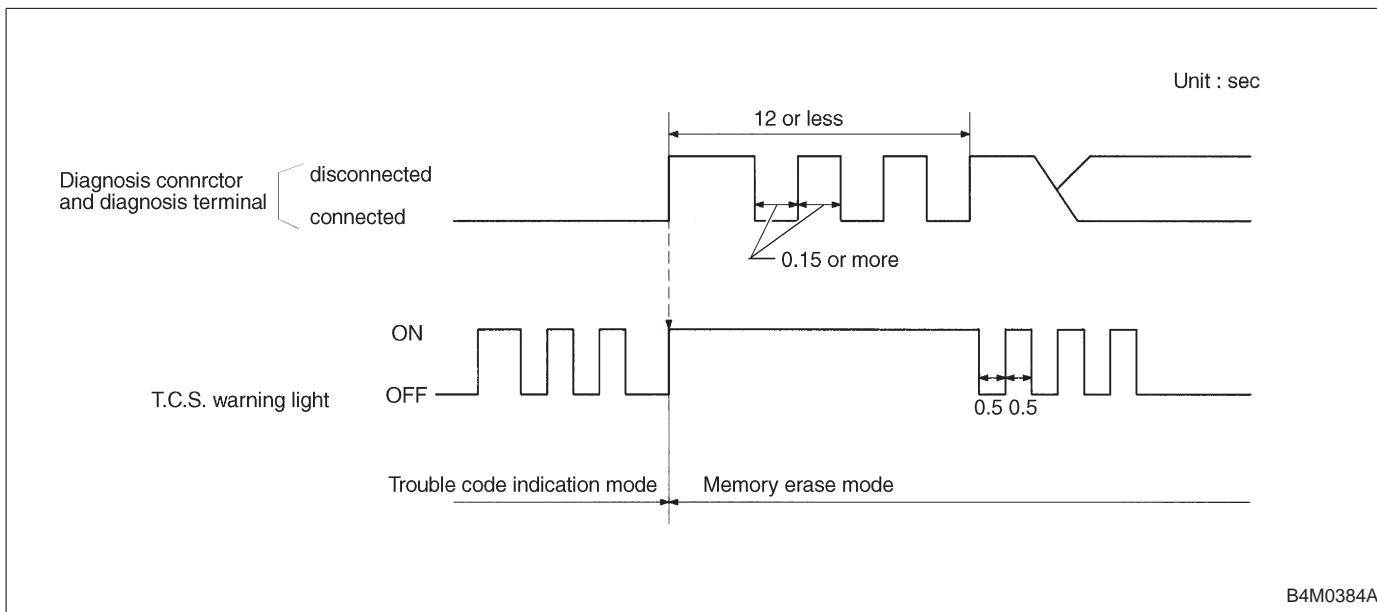 Unit : sec
12 or less
Diagnosis connrctor
and diagnosis terminal
disconnected
connected
0.15 or more
T.C.S. warning light
ON
OFF
0.5 0.5
Trouble code indication mode
Memory erase mode
B4M0384A